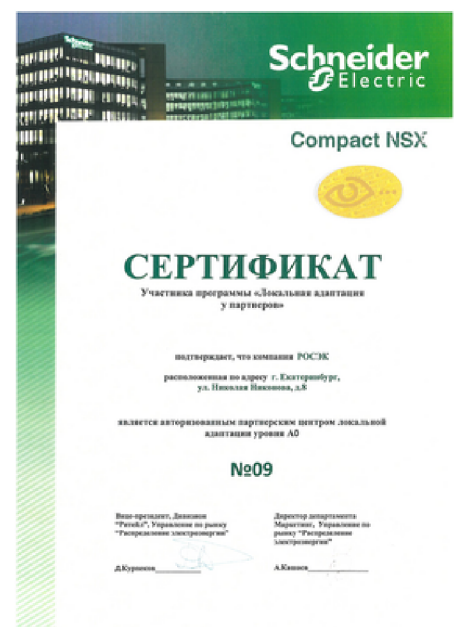 Schneider
Electric
Compact NSX
СЕРТИФИКАТ
Участника программы «Локальная адаптация
у партнеров»
подтверждает, что компания РОСЭК
расположенная по адресу г. Екатеринбург,
ул. Николая Никонова, д.8
является авторизованным партнерским центром локальной
адаптации уровня А0
№09
Вице-президент, Дивизион
"Ритейл", Управление по рынку
"Распределение электроэнергии"
Директор департамента
Маркетинг, Управление по
рынку "Распределение
электроэнергии"
Д.Курников